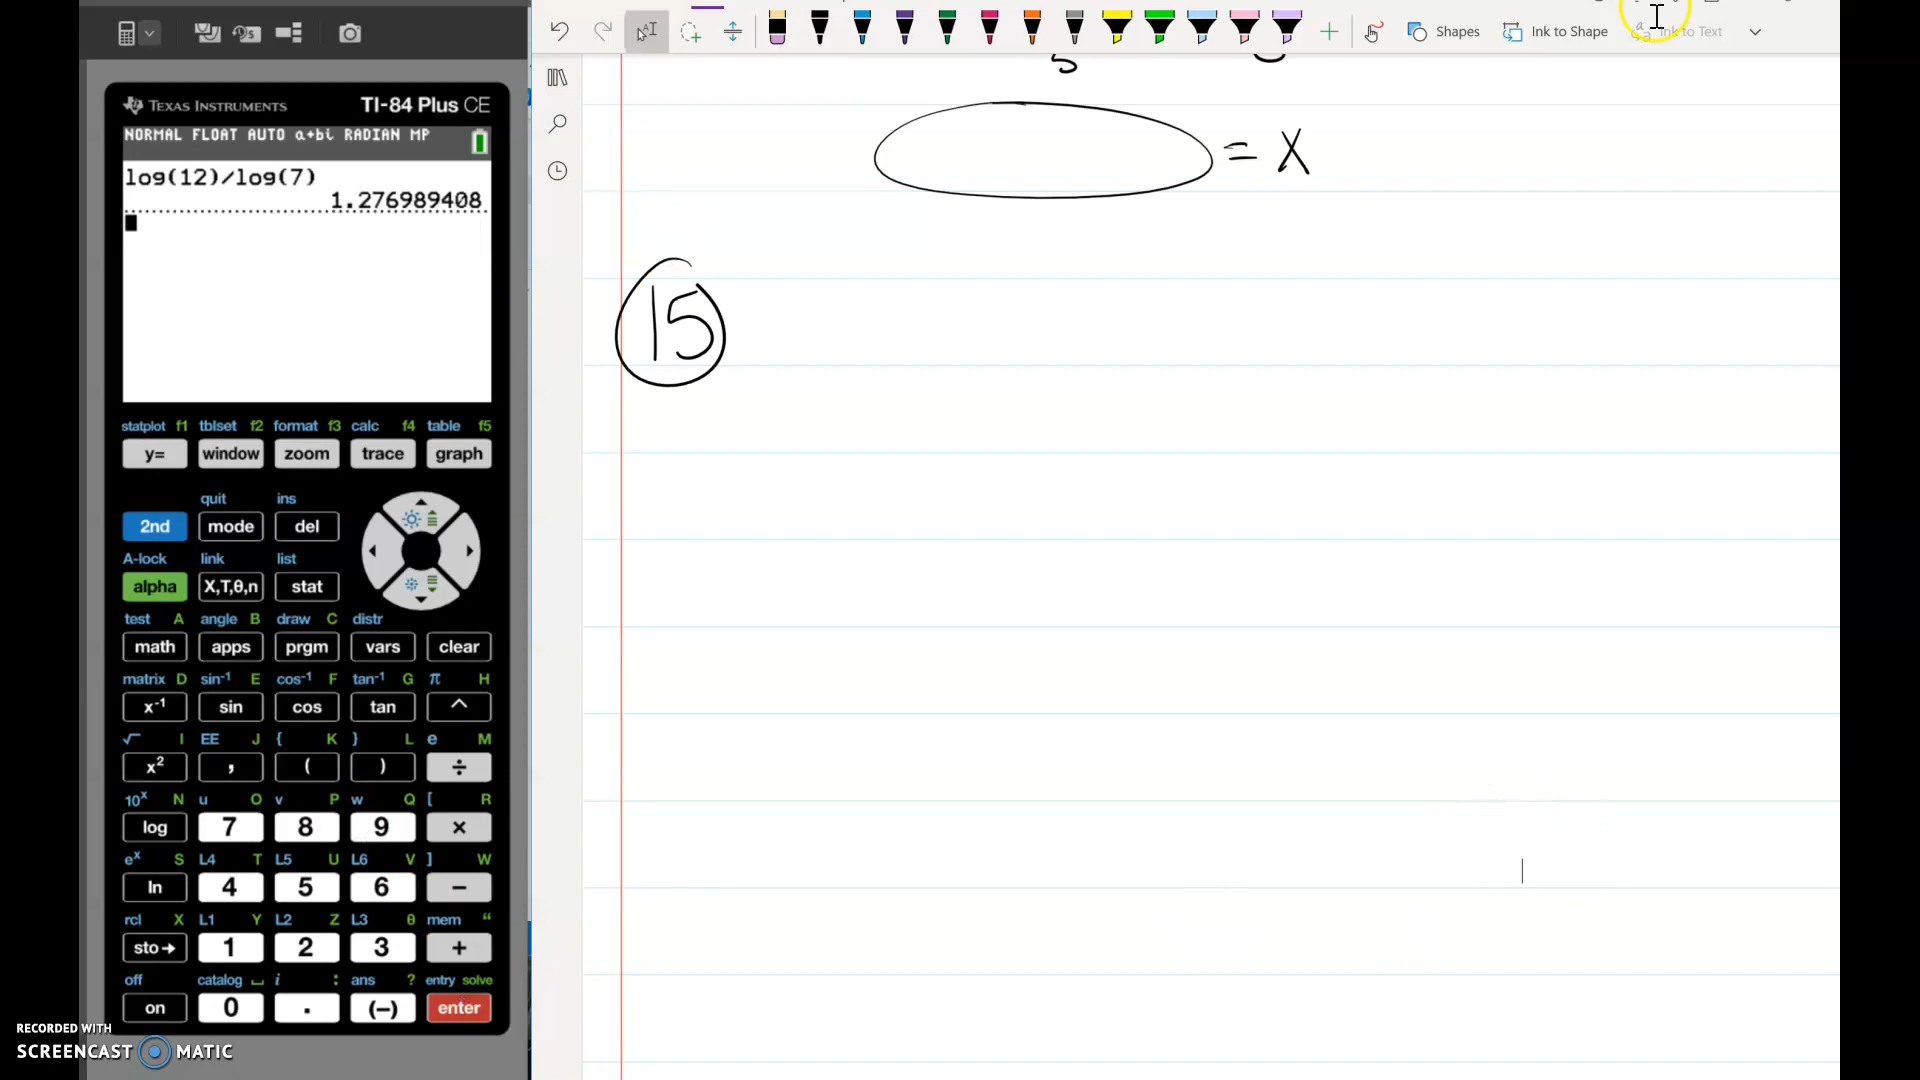 Shapes Ink to Shape Ink to Text
TEXAS INSTRUMENTS TI-84 Plus CE
NORMAL FLOAT AUTO a+bi RADIAN MP
log(12)/log(7)
1.276989408
= X
15
statplot f1 tblset f2 format f3 calc f4 table f5
y= window zoom trace graph
quit ins
2nd mode del
A-lock link list
alpha X,T,θ,n stat
test A angle B draw C distr
math apps prgm vars clear
matrix D sin⁻¹ E cos⁻¹ F tan⁻¹ G π H
x⁻¹ sin cos tan ^
√ I EE J { K } L e M
x² , ( ) ÷
10ˣ N u O v P w Q [ R
log 7 8 9 ×
eˣ S L4 T L5 U L6 V ] W
ln 4 5 6 −
rcl X L1 Y L2 Z L3 θ mem “
sto→ 1 2 3 +
off catalog ⎵ i : ans ? entry solve
on 0 . (–) enter
RECORDED WITH
SCREENCAST MATIC